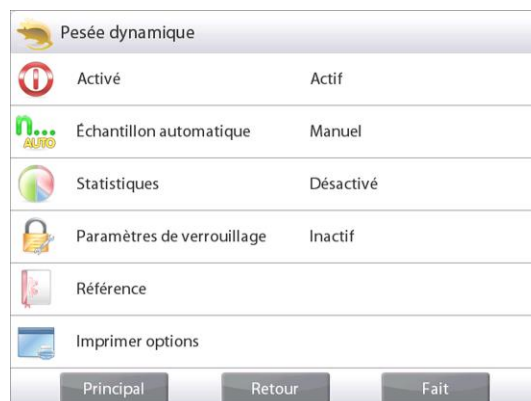 Pesée dynamique
Activé Actif
n... AUTO Échantillon automatique Manuel
Statistiques Désactivé
Paramètres de verrouillage Inactif
Référence
Imprimer options
Principal Retour Fait